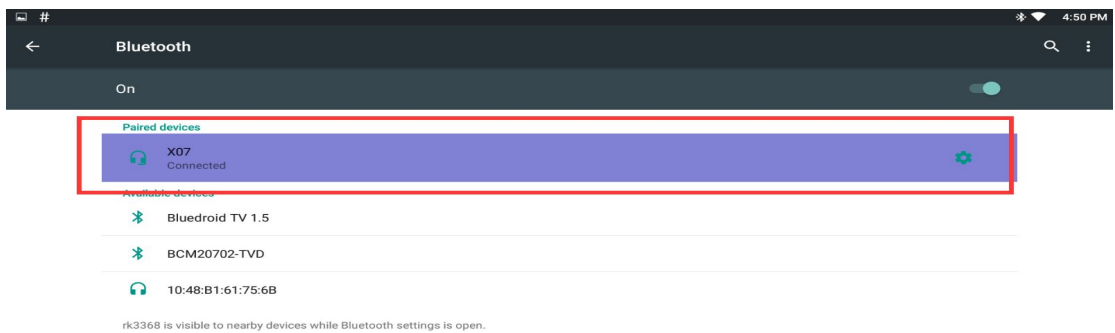 # 4:50 PM
Bluetooth
On
Paired devices
X07
Connected
Available devices
Bluedroid TV 1.5
BCM20702-TVD
10:48:B1:61:75:6B
rk3368 is visible to nearby devices while Bluetooth settings is open.